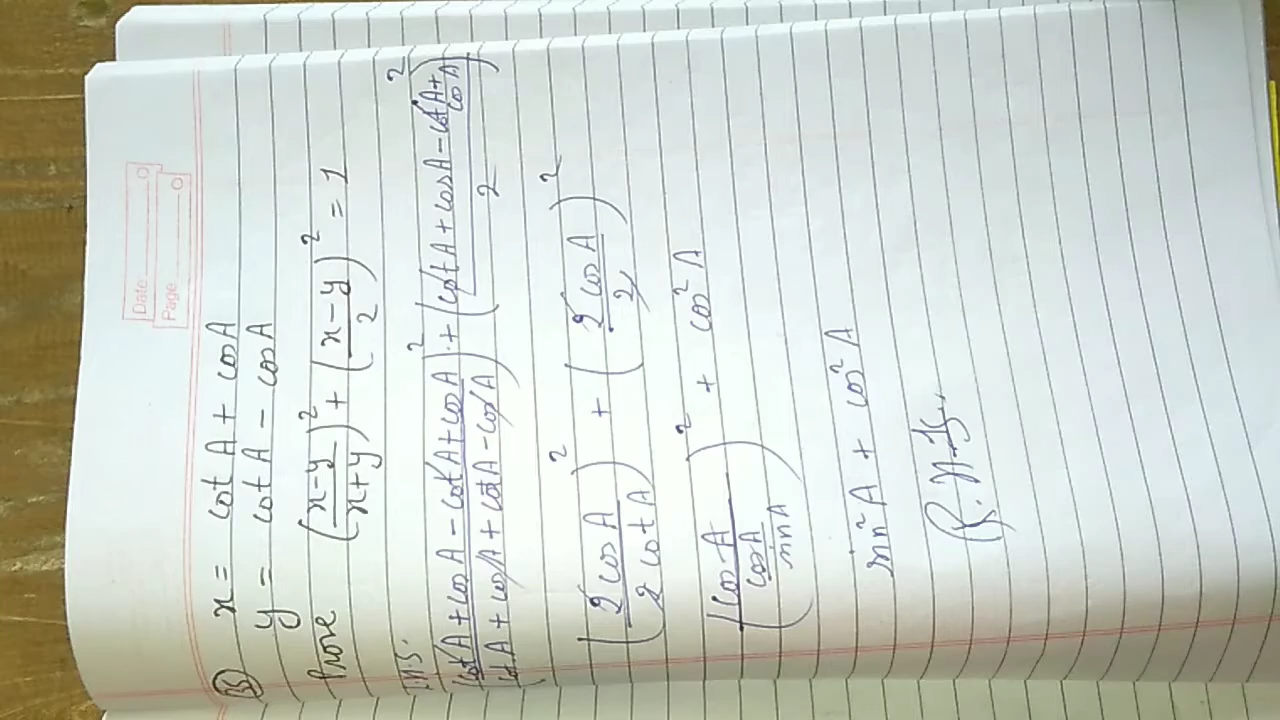 Date
Page
35 x = cot A + cos A
y = cot A - cos A
Prove (x-y/x+y)² + (x-y/2)² = 1
L.H.S.
(cot A + cos A - cot A + cos A / cot A + cos A + cot A - cos A)² + (cot A + cos A - cot A + cos A / 2)²
(2 cos A / 2 cot A)² + (2 cos A / 2)²
(cos A / cos A / sin A)² + cos² A
sin² A + cos² A